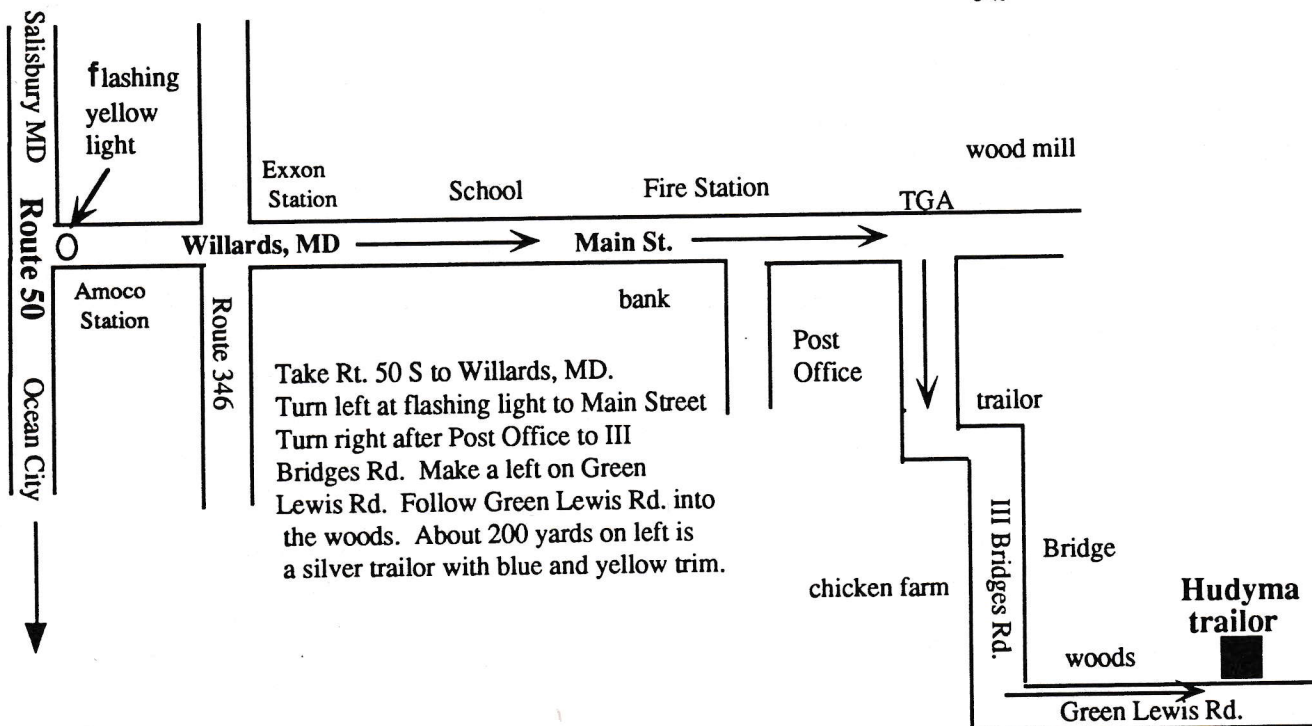 Salisbury MD Route 50 Ocean City
flashing
yellow
light
Exxon
Station
School
Fire Station
wood mill
TGA
Willards, MD
Main St.
Amoco
Station
Route 346
bank
Post
Office
Take Rt. 50 S to Willards, MD.
Turn left at flashing light to Main Street
Turn right after Post Office to III
Bridges Rd. Make a left on Green
Lewis Rd. Follow Green Lewis Rd. into
the woods. About 200 yards on left is
a silver trailor with blue and yellow trim.
trailor
III Bridges Rd.
Bridge
chicken farm
Hudyma
trailor
woods
Green Lewis Rd.